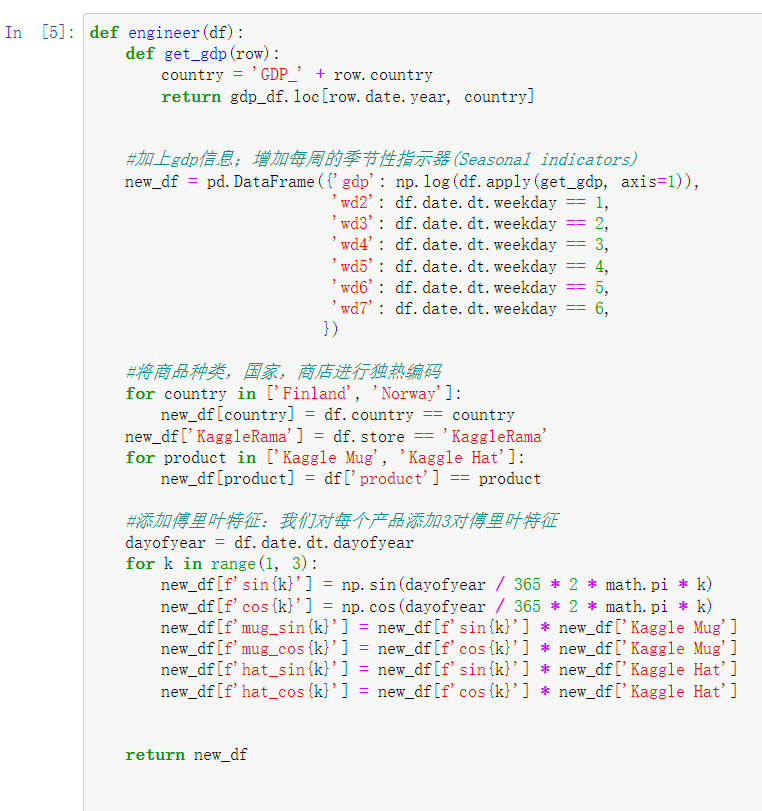 In [5]: def engineer(df):
    def get_gdp(row):
        country = 'GDP_' + row.country
        return gdp_df.loc[row.date.year, country]
    #加上gdp信息；增加每周的季节性指示器(Seasonal indicators)
    new_df = pd.DataFrame({'gdp': np.log(df.apply(get_gdp, axis=1)),
                           'wd2': df.date.dt.weekday == 1,
                           'wd3': df.date.dt.weekday == 2,
                           'wd4': df.date.dt.weekday == 3,
                           'wd5': df.date.dt.weekday == 4,
                           'wd6': df.date.dt.weekday == 5,
                           'wd7': df.date.dt.weekday == 6,
                          })
    #将商品种类，国家，商店进行独热编码
    for country in ['Finland', 'Norway']:
        new_df[country] = df.country == country
    new_df['KaggleRama'] = df.store == 'KaggleRama'
    for product in ['Kaggle Mug', 'Kaggle Hat']:
        new_df[product] = df['product'] == product
    #添加傅里叶特征：我们对每个产品添加3对傅里叶特征
    dayofyear = df.date.dt.dayofyear
    for k in range(1, 3):
        new_df[f'sin{k}'] = np.sin(dayofyear / 365 * 2 * math.pi * k)
        new_df[f'cos{k}'] = np.cos(dayofyear / 365 * 2 * math.pi * k)
        new_df[f'mug_sin{k}'] = new_df[f'sin{k}'] * new_df['Kaggle Mug']
        new_df[f'mug_cos{k}'] = new_df[f'cos{k}'] * new_df['Kaggle Mug']
        new_df[f'hat_sin{k}'] = new_df[f'sin{k}'] * new_df['Kaggle Hat']
        new_df[f'hat_cos{k}'] = new_df[f'cos{k}'] * new_df['Kaggle Hat']
    return new_df